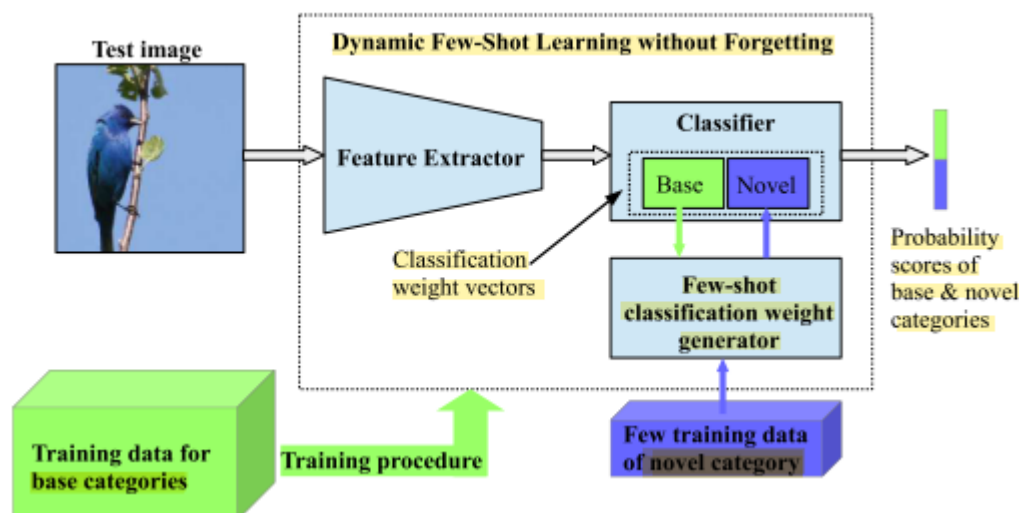 Test image
Dynamic Few-Shot Learning without Forgetting
Feature Extractor
Classifier
Base
Novel
Classification
weight vectors
Few-shot
classification weight
generator
Probability
scores of
base & novel
categories
Training data for
base categories
Training procedure
Few training data
of novel category